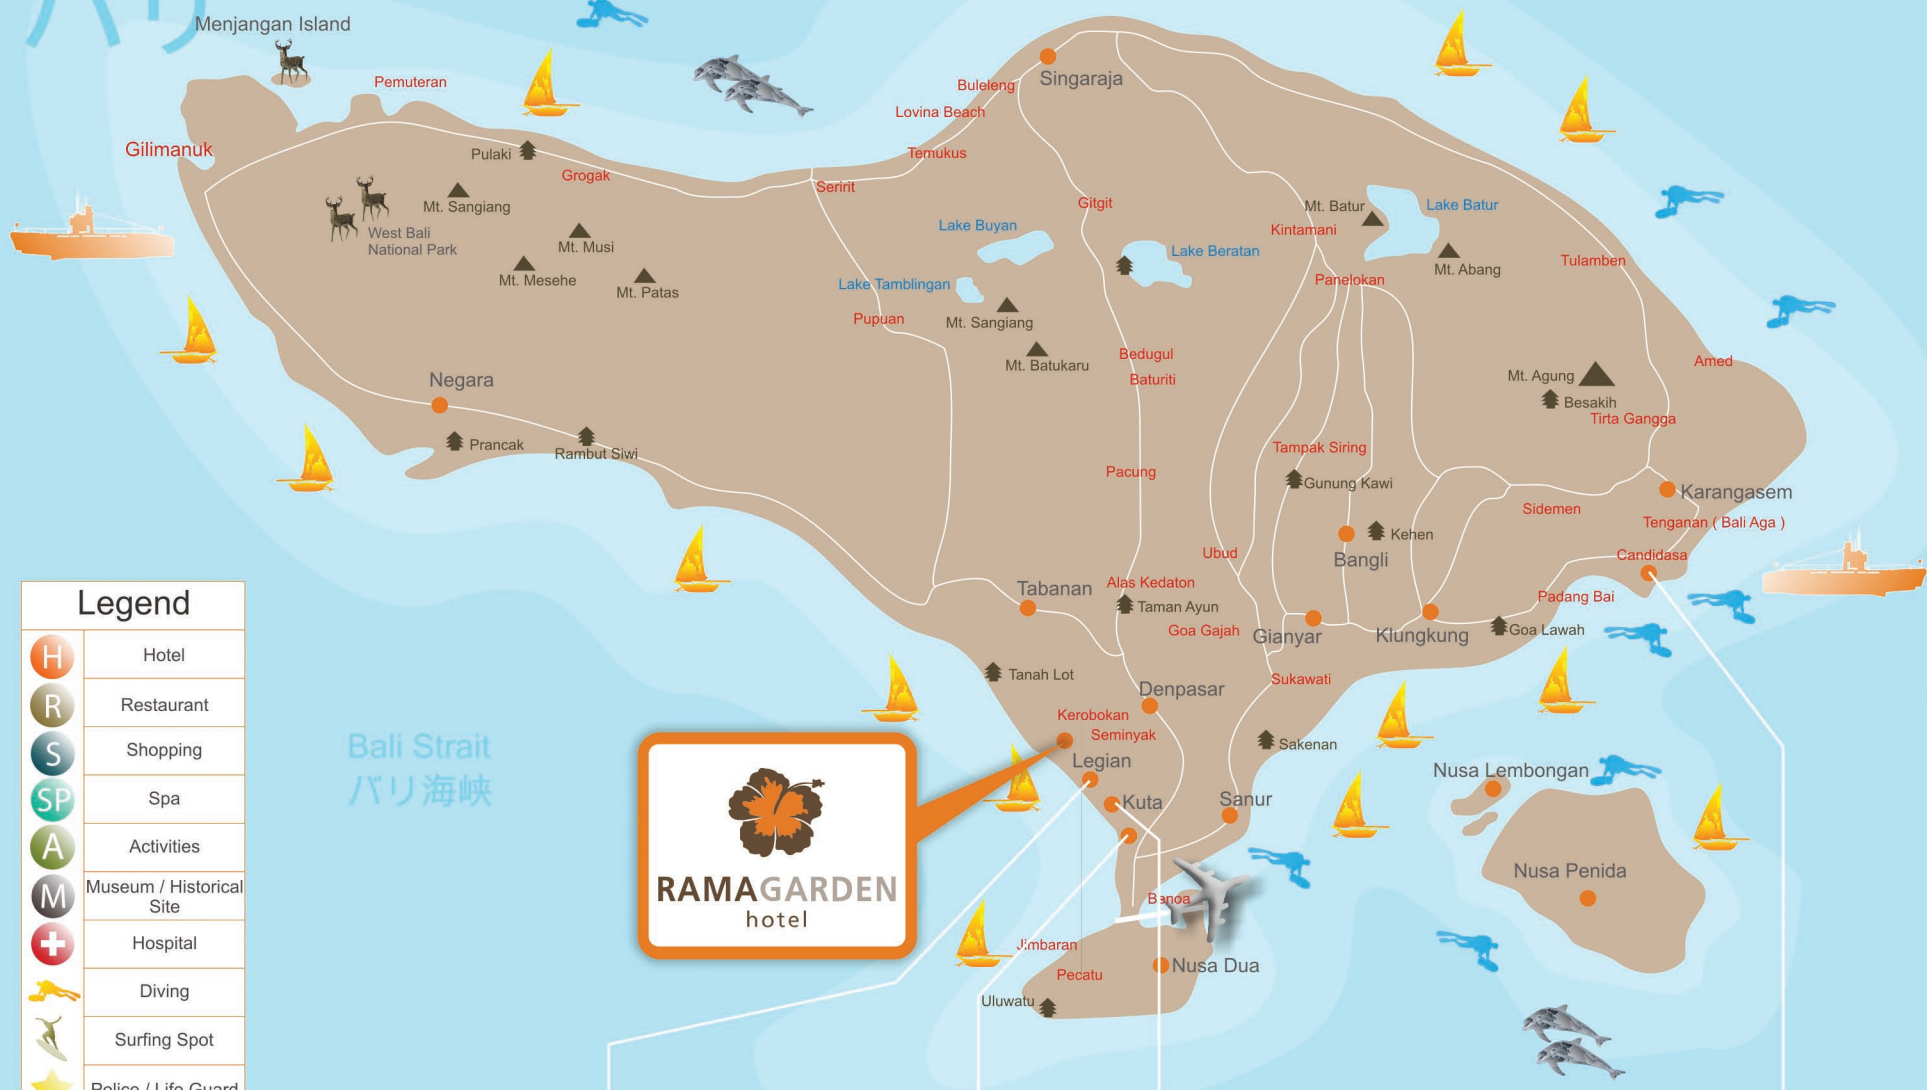 バリ
Menjangan Island
Pemuteran
Gilimanuk
Pulaki
Grogak
Mt. Sangiang
West Bali
National Park
Mt. Musi
Mt. Mesehe
Mt. Patas
Negara
Prancak
Rambut Siwi
Singaraja
Buleleng
Lovina Beach
Temukus
Seririt
Gitgit
Lake Buyan
Lake Beratan
Lake Tamblingan
Pupuan
Mt. Sangiang
Mt. Batukaru
Bedugul
Baturiti
Pacung
Mt. Batur
Lake Batur
Kintamani
Mt. Abang
Panelokan
Tulamben
Amed
Mt. Agung
Besakih
Tirta Gangga
Tampak Siring
Gunung Kawi
Karangasem
Sidemen
Tenganan ( Bali Aga )
Kehen
Bangli
Ubud
Candidasa
Tabanan
Alas Kedaton
Taman Ayun
Padang Bai
Goa Gajah
Gianyar
Klungkung
Goa Lawah
Tanah Lot
Sukawati
Denpasar
Kerobokan
Seminyak
Sakenan
Legian
Kuta
Sanur
Nusa Lembongan
Nusa Penida
Benoa
Jimbaran
Pecatu
Nusa Dua
Uluwatu
Bali Strait
バリ海峡
RAMAGARDEN
hotel
Legend
H Hotel
R Restaurant
S Shopping
SP Spa
A Activities
M Museum / Historical
Site
Hospital
Diving
Surfing Spot
Police / Life Guard